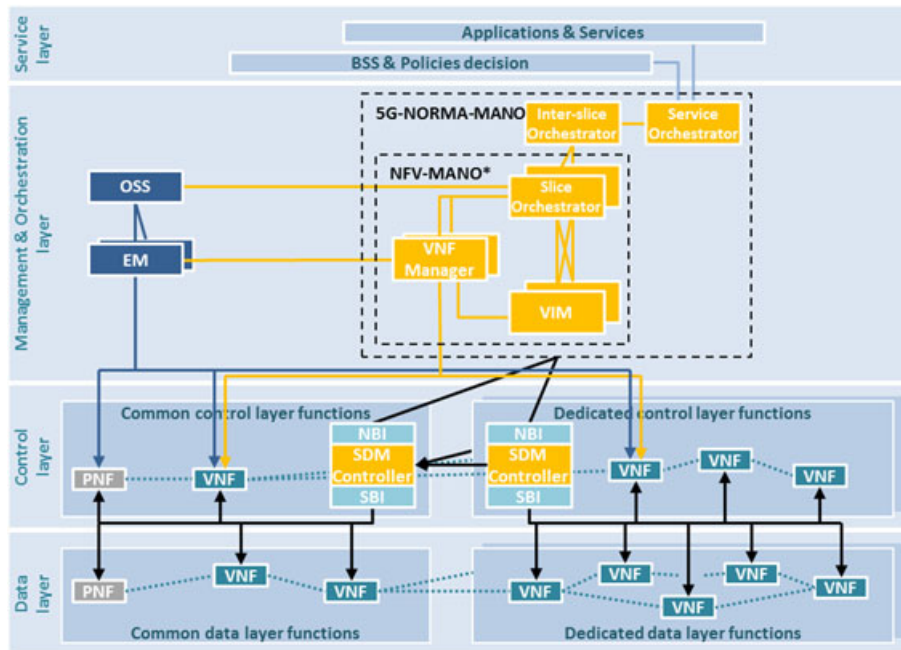 Service
layer
Applications & Services
BSS & Policies decision
Management & Orchestration
layer
5G-NORMA-MANO
Inter-slice
Orchestrator
Service
Orchestrator
NFV-MANO*
OSS
Slice
Orchestrator
EM
VNF
Manager
VIM
Control
layer
Common control layer functions
Dedicated control layer functions
NBI
SDM
Controller
SBI
NBI
SDM
Controller
SBI
PNF
VNF
VNF
VNF
VNF
Data
layer
PNF
VNF
VNF
VNF
VNF
VNF
VNF
VNF
Common data layer functions
Dedicated data layer functions